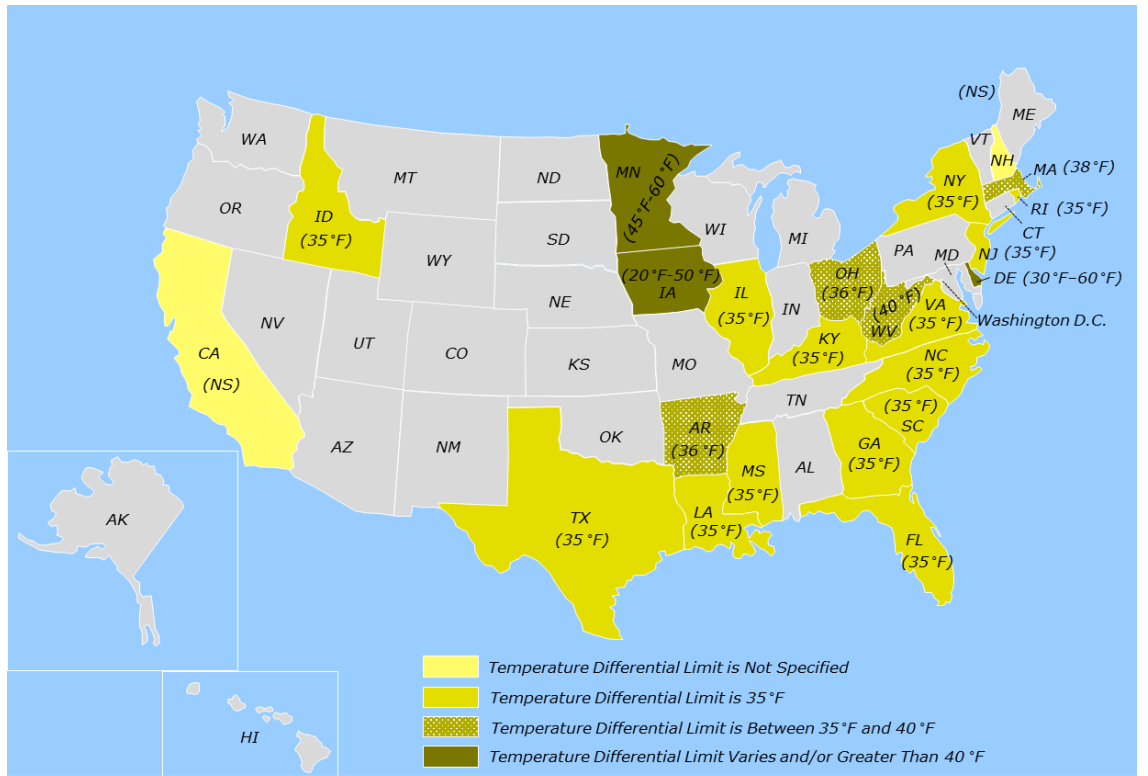 (NS)
ME
WA
VT
NH
MT
ND
MN
(45°F-60°F)
MA (38°F)
NY
(35°F)
OR
ID
(35°F)
RI (35°F)
WI
SD
MI
CT
WY
PA
NJ (35°F)
MD
(20°F-50°F)
IA
OH
(36°F)
DE (30°F–60°F)
NE
IL
(35°F)
IN
(40°F)
WV
VA
(35°F)
Washington D.C.
NV
UT
CA
(NS)
CO
KS
MO
KY
(35°F)
NC
(35°F)
TN
(35°F)
SC
AZ
NM
OK
AR
(36°F)
MS
(35°F)
AL
GA
(35°F)
TX
(35°F)
LA
(35°F)
FL
(35°F)
AK
HI
Temperature Differential Limit is Not Specified
Temperature Differential Limit is 35°F
Temperature Differential Limit is Between 35°F and 40°F
Temperature Differential Limit Varies and/or Greater Than 40°F